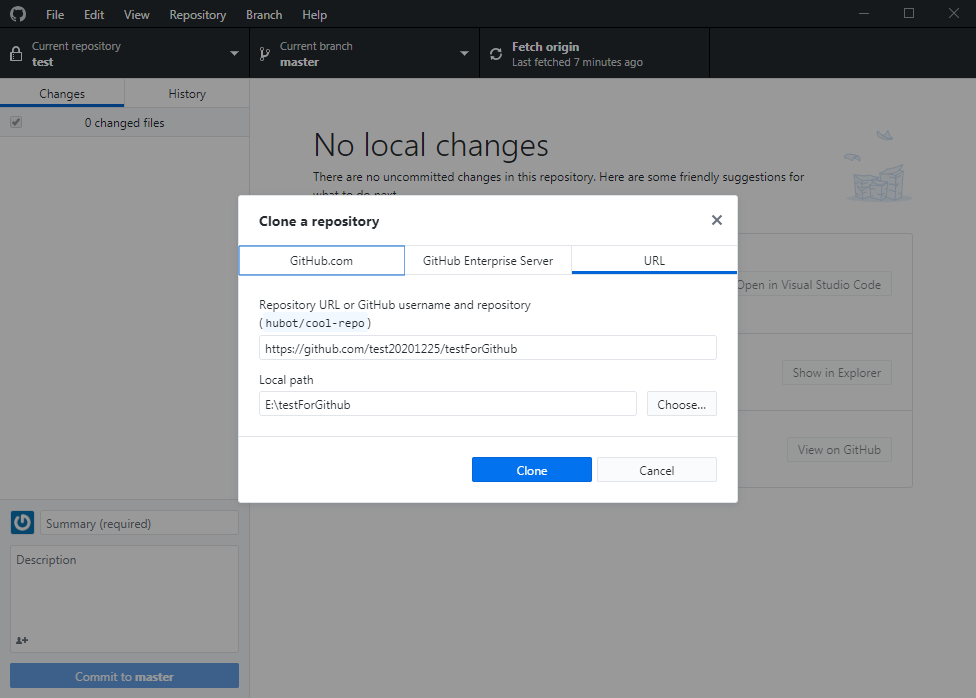 File Edit View Repository Branch Help
Current repository
test
Current branch
master
Fetch origin
Last fetched 7 minutes ago
Changes
History
0 changed files
No local changes
There are no uncommitted changes in this repository. Here are some friendly suggestions for
what to do next.
Clone a repository
GitHub.com
GitHub Enterprise Server
URL
Open in Visual Studio Code
Repository URL or GitHub username and repository
(hubot/cool-repo)
https://github.com/test20201225/testForGithub
Show in Explorer
Local path
E:\testForGithub
Choose...
View on GitHub
Clone
Cancel
Summary (required)
Description
Commit to master